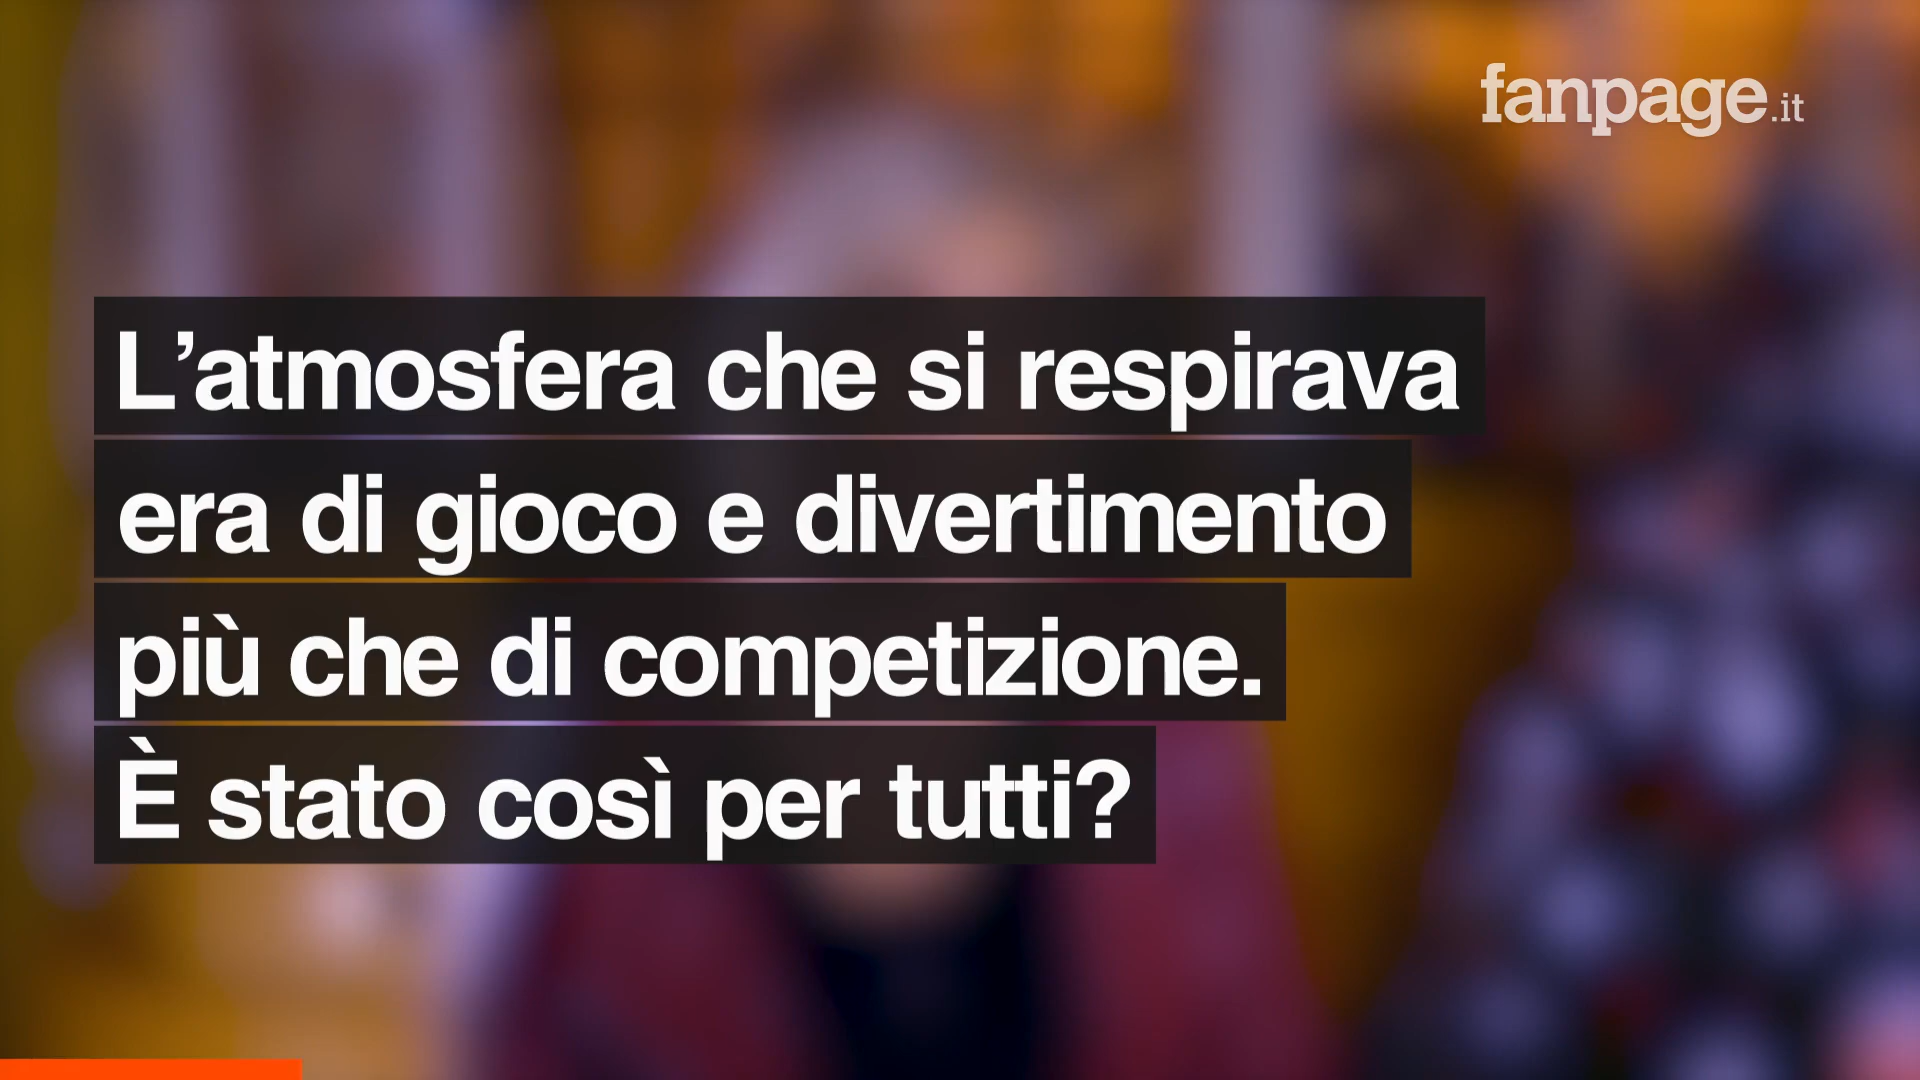 fanpage.it
L’atmosfera che si respirava
era di gioco e divertimento
più che di competizione.
È stato così per tutti?